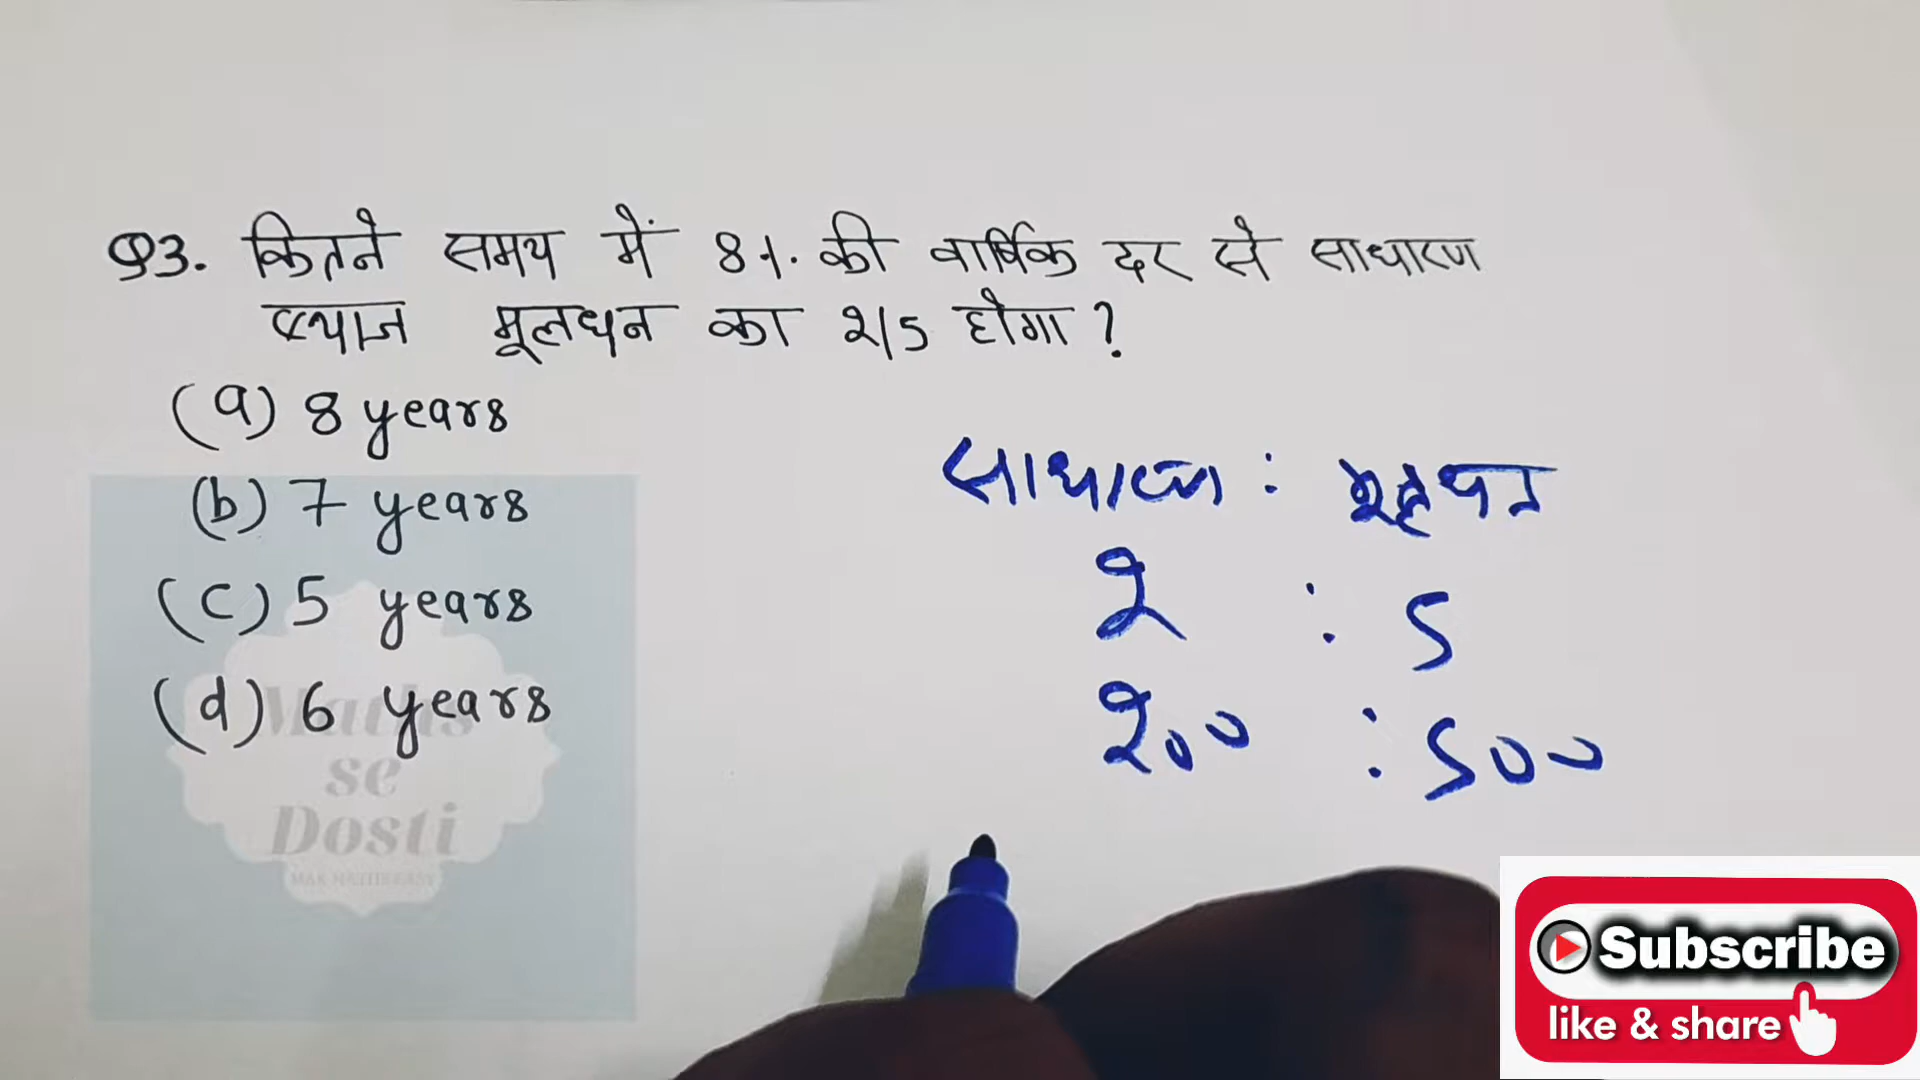 Q3. कितने समय में 8%. की वार्षिक दर से साधारण
ब्याज मूलधन का 2/5 होगा ?
(a) 8 years
(b) 7 years
(c) 5 years
(d) 6 years
साधारण : मूलधन
2 : 5
200 : 500
Maths
se
Dosti
Subscribe
like & share